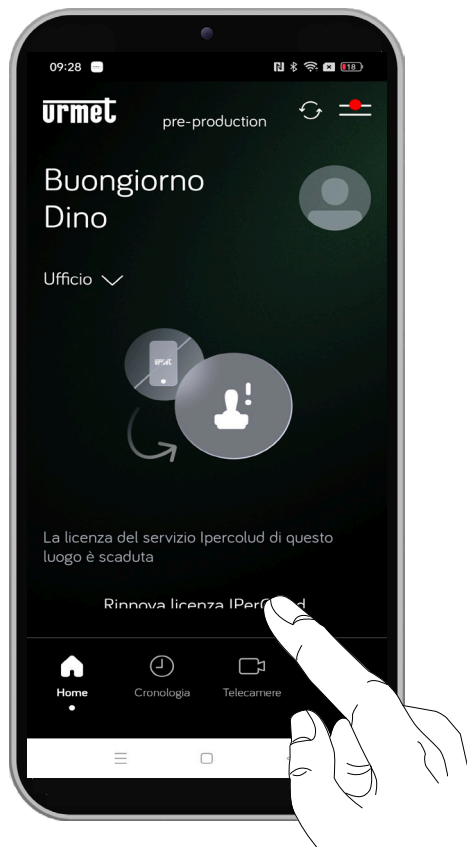 09:28
18
urmet
pre-production
Buongiorno
Dino
Ufficio
urmet
La licenza del servizio Ipercolud di questo
luogo è scaduta
Rinnova licenza
Home
Cronologia
Telecamere